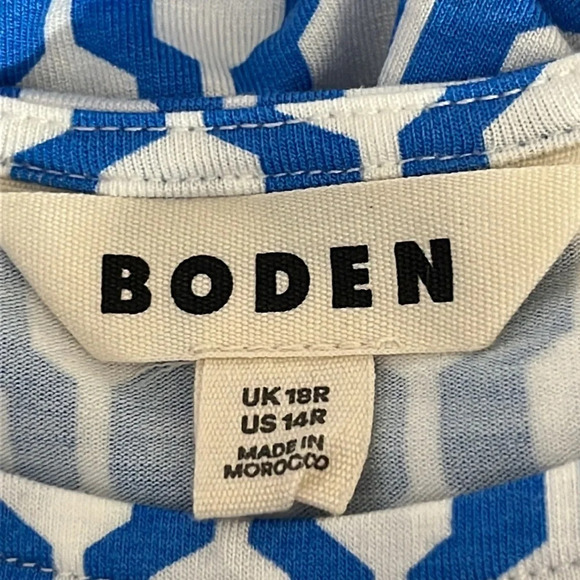 BODEN
UK 18R
US 14R
MADE IN
MOROCCO